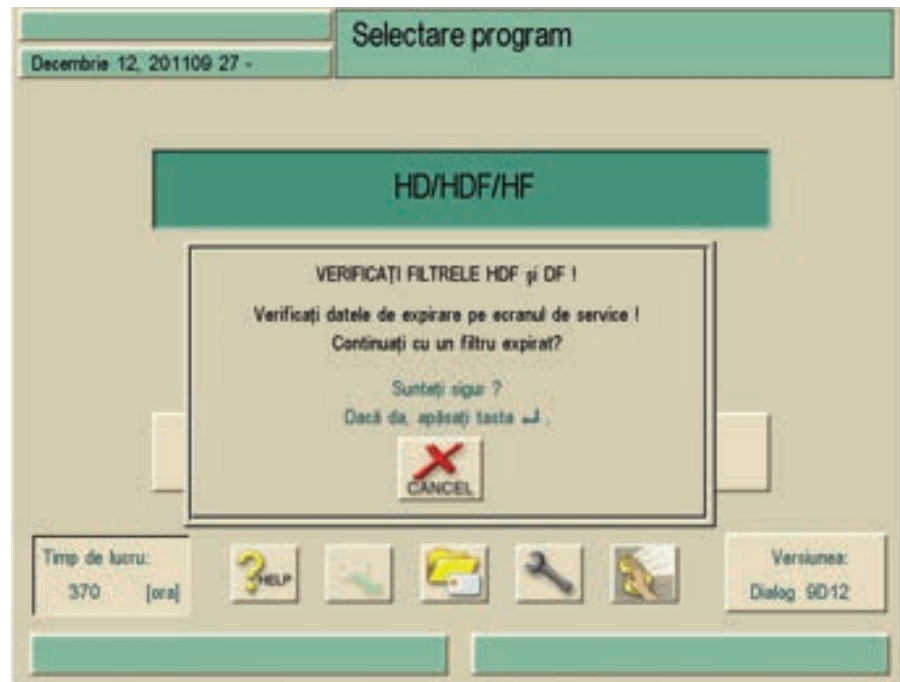 Selectare program
Decembrie 12, 201109 27 -
HD/HDF/HF
VERIFICAȚI FILTRELE HDF și DF !
Verificați datele de expirare pe ecranul de service !
Continuați cu un filtru expirat?
Sunteți sigur ?
Dacă da, apăsați tasta ↵ .
CANCEL
Timp de lucru:
370 [ora]
HELP
Versiunea:
Dialog 9D12